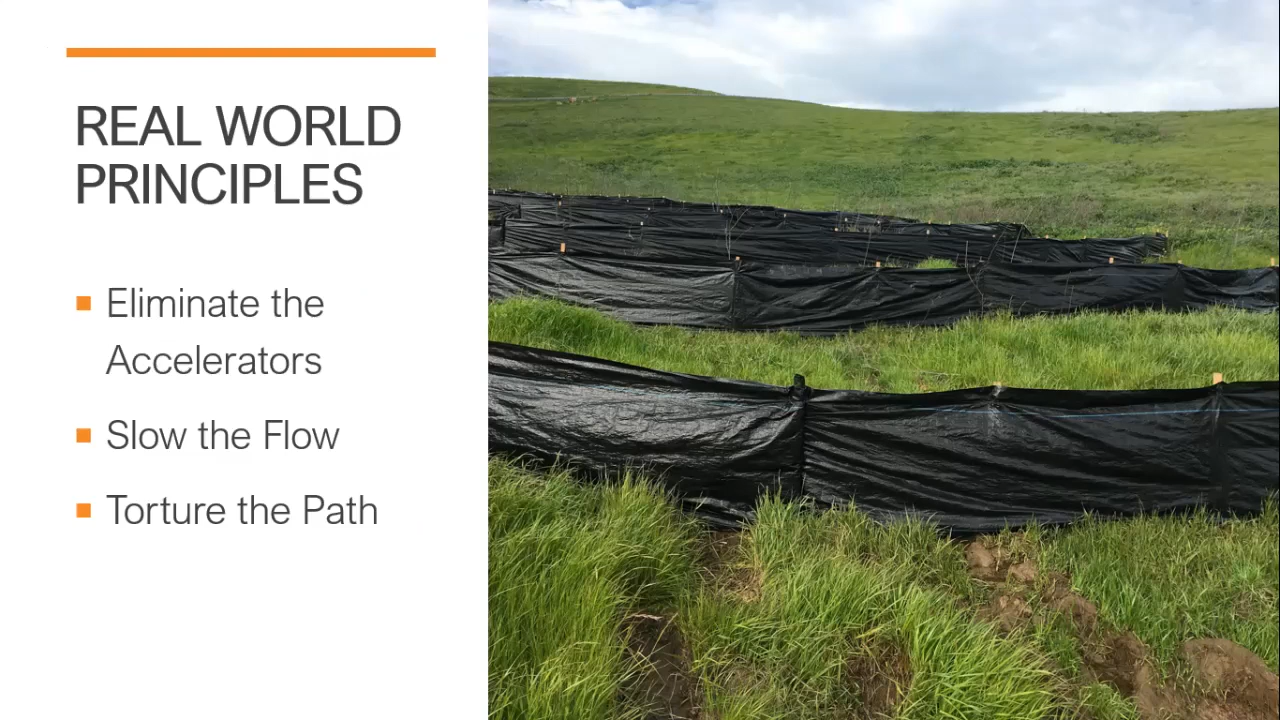 REAL WORLD
PRINCIPLES
Eliminate the
Accelerators
Slow the Flow
Torture the Path